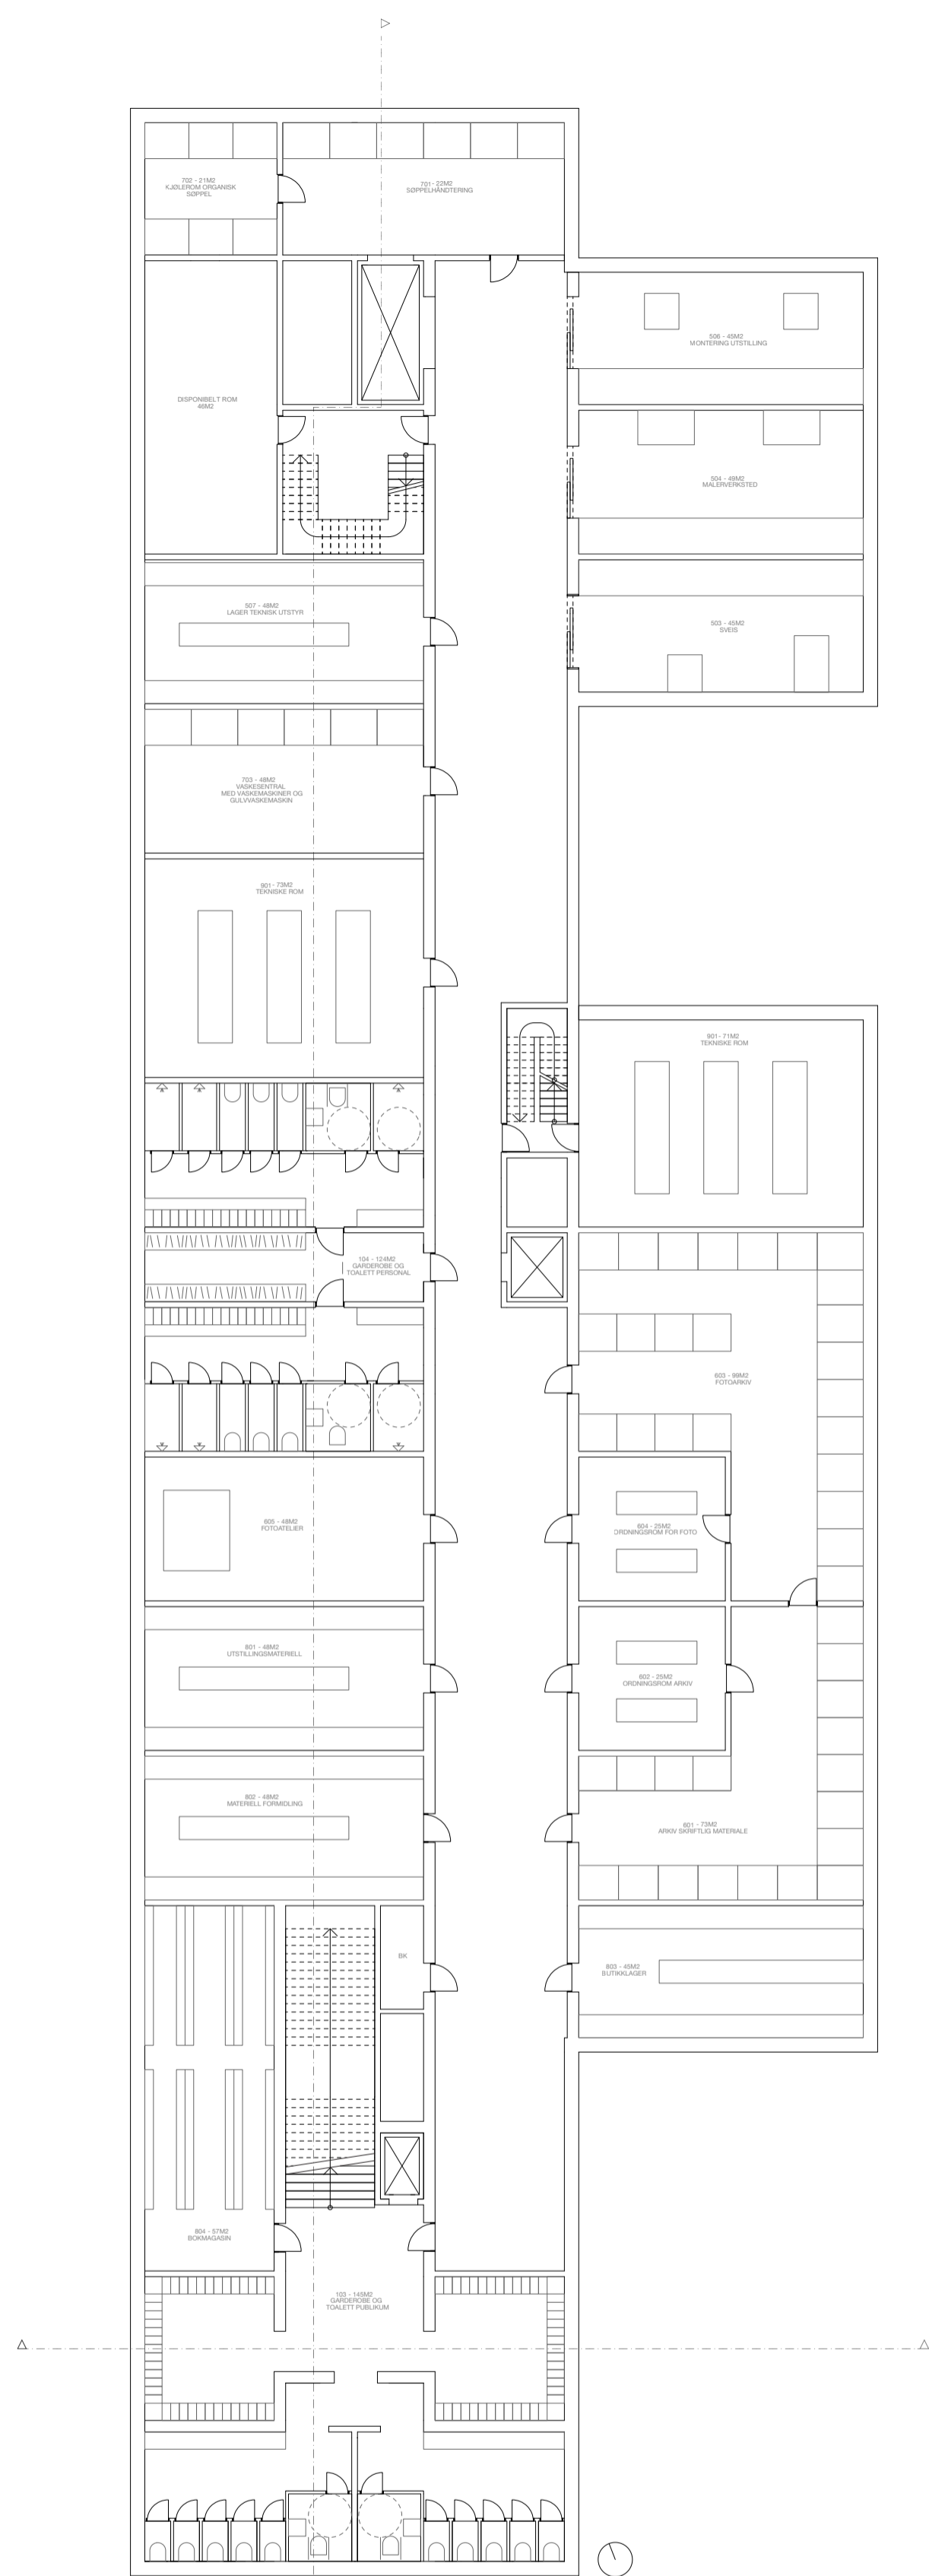 702 - 21M2
KJØLEROM ORGANISK
SØPPEL
701 - 22M2
SØPPELHÅNDTERING
506 - 45M2
MONTERING UTSTILLING
DISPONIBELT ROM
46M2
504 - 49M2
MALERVERKSTED
507 - 48M2
LAGER TEKNISK UTSTYR
503 - 45M2
SVEIS
703 - 48M2
VASKESENTRAL
MED VASKEMASKINER OG
GULVVASKEMASKIN
901 - 73M2
TEKNISKE ROM
901 - 71M2
TEKNISKE ROM
104 - 124M2
GARDEROBE OG
TOALETT PERSONAL
603 - 99M2
FOTOARKIV
605 - 48M2
FOTOATELIER
604 - 25M2
ORDNINGSROM FOR FOTO
801 - 48M2
UTSTILLINGSMATERIELL
602 - 25M2
ORDNINGSROM ARKIV
802 - 48M2
MATERIELL FORMIDLING
601 - 73M2
ARKIV SKRIFTLIG MATERIALE
BK
803 - 45M2
BUTIKKLAGER
804 - 57M2
BOKMAGASIN
103 - 145M2
GARDEROBE OG
TOALETT PUBLIKUM